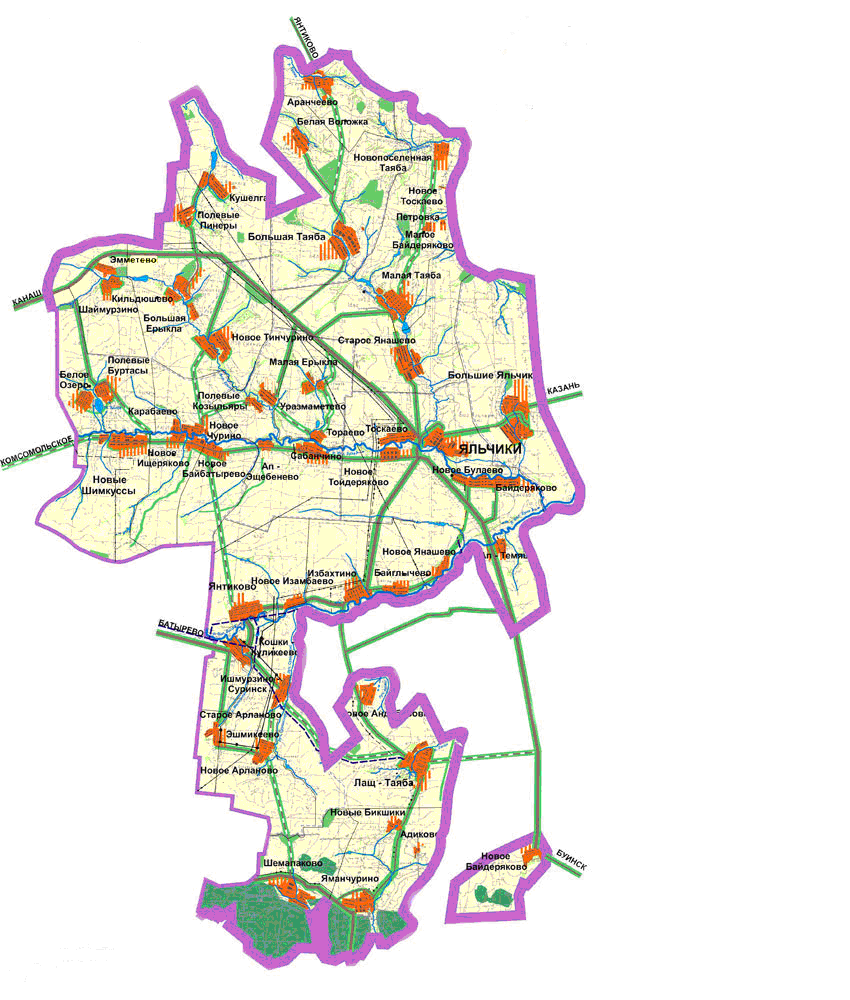 ЯНТИКОВО
Аранчеево
Белая Воложка
Новопоселенная
Таяба
Новое
Тоскаево
Кушелга
Полевые
Пинеры
Петровка
Большая Таяба
Малое
Байдеряково
Эмметево
Малая Таяба
КАНАШ
Кильдюшево
Шаймурзино
Большая
Ерыкла
Новое Тинчурино
Старое Янашево
Полевые
Буртасы
Малая Ерыкла
Белое
Озеро
Большие Яльчик
КАЗАНЬ
Полевые
Козыльяры
Уразмаметево
Карабаево
Новое
Чурино
Тораево
Тоскаево
КОМСОМОЛЬСКОЕ
ЯЛЬЧИКИ
Новое
Ищеряково
Сабанчино
Новое
Байбатырево
Ап -
Эщебенево
Новое
Тойдеряково
Новое Булаево
Новые
Шимкуссы
Байдеряково
Новое Янашево
Ап - Темяш
Избахтино
Байглычево
Новое Изамбаево
Янтиково
БАТЫРЕВО
Кошки -
Куликеево
Ишмурзино
Суринск
Старое Арланово
Эшмикеево
Новое Арланово
Лащ - Таяба
Новые Бикшики
Адиково
Шемалаково
Яманчурино
Новое
Байдеряково
БУИНСК